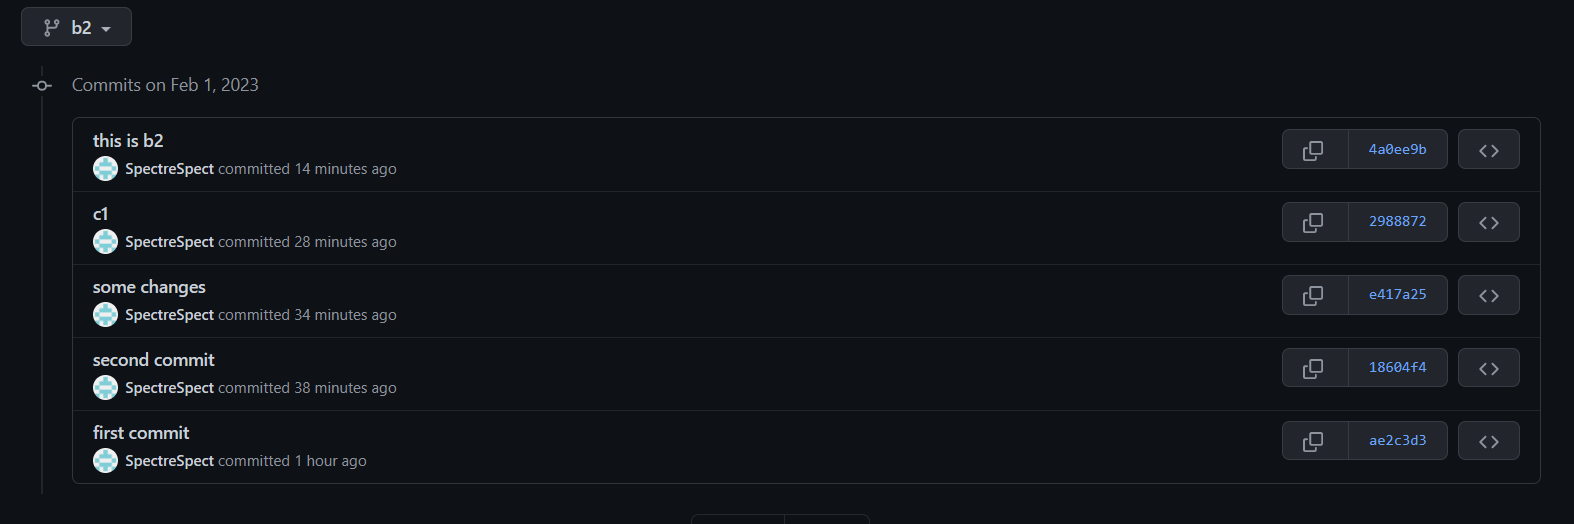 b2
Commits on Feb 1, 2023
this is b2
SpectreSpect committed 14 minutes ago
4a0ee9b
c1
SpectreSpect committed 28 minutes ago
2988872
some changes
SpectreSpect committed 34 minutes ago
e417a25
second commit
SpectreSpect committed 38 minutes ago
18604f4
first commit
SpectreSpect committed 1 hour ago
ae2c3d3